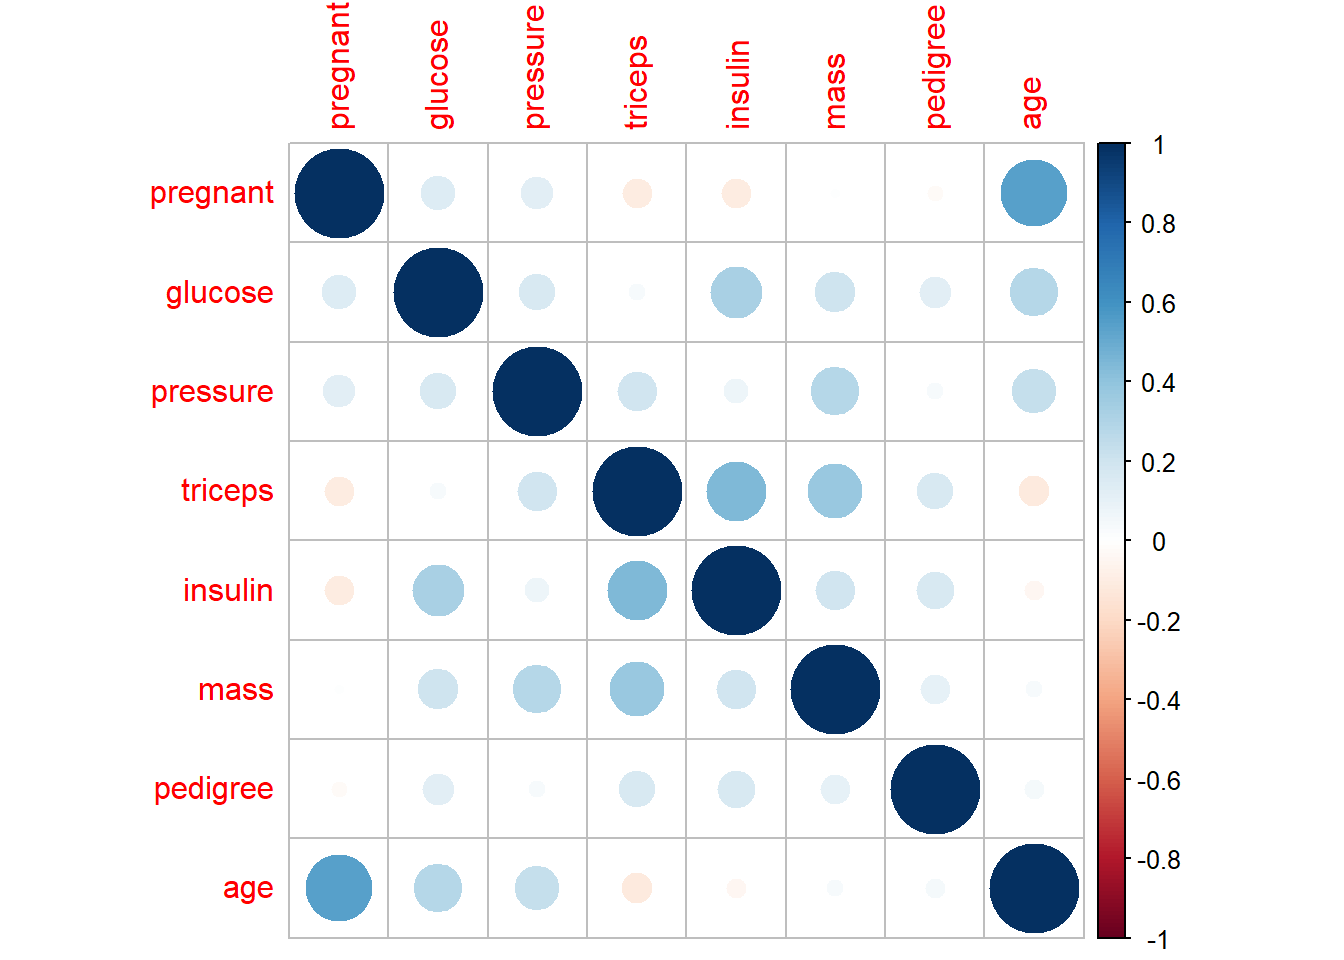 pregnant
glucose
pressure
triceps
insulin
mass
pedigree
age
pregnant
glucose
pressure
triceps
insulin
mass
pedigree
age
1
0.8
0.6
0.4
0.2
0
-0.2
-0.4
-0.6
-0.8
-1